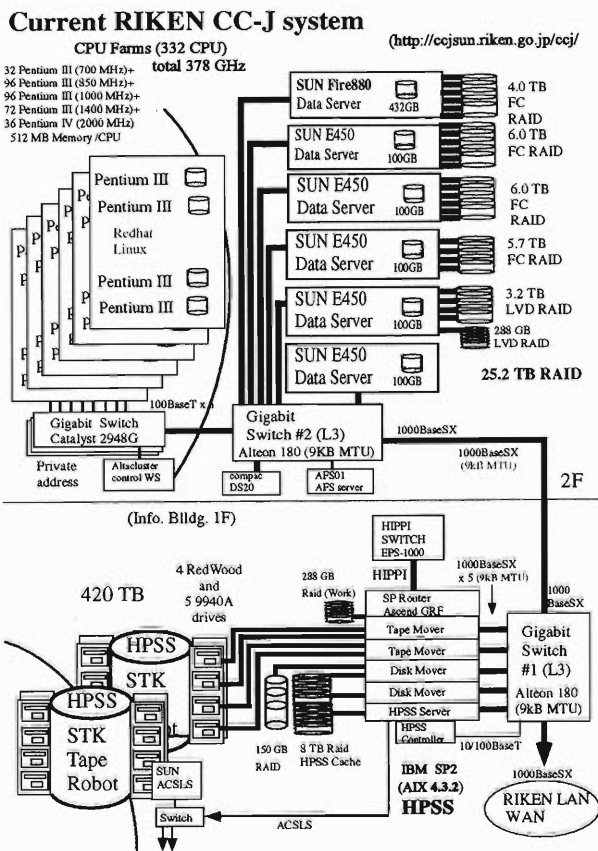 Current RIKEN CC-J system
CPU Farms (332 CPU)
total 378 GHz
(http://ccjsun.riken.go.jp/ccj/
32 Pentium III (700 MHz)+
96 Pentium III (850 MHz)+
96 Pentium III (1000 MHz)+
72 Pentium III (1400 MHz)+
36 Pentium IV (2000 MHz)
512 MB Memory /CPU
Pentium III
Pentium III
Redhat
Linux
Pentium III
Pentium III
SUN Fire880
Data Server
432GB
4.0 TB
FC
RAID
SUN E450
Data Server
100GB
6.0 TB
FC RAID
SUN E450
Data Server
100GB
6.0 TB
FC
RAID
SUN E450
Data Server
100GB
5.7 TB
FC RAID
SUN E450
Data Server
100GB
3.2 TB
LVD RAID
288 GB
LVD RAID
SUN E450
Data Server
100GB
25.2 TB RAID
100BaseT x
Gigabit Switch
Catalyst 2948G
Private
address
Altacluster
control WS
Gigabit
Switch #2 (L3)
Alteon 180 (9KB MTU)
compac
DS20
AFS01
AFS server
1000BaseSX
1000BaseSX
(9kB MTU)
2F
(Info. Blldg. 1F)
420 TB
4 RedWood
and
5 9940A
drives
HPSS
STK
HPSS
STK
Tape
Robot
SUN
ACSLS
Switch
ACSLS
288 GB
Raid (Work)
150 GB
RAID
8 TB Raid
HPSS Cache
HIPPI
SWITCH
EPS-1000
HIPPI
SP Router
Ascend GRF
Tape Mover
Tape Mover
Disk Mover
Disk Mover
HPSS Server
HPSS
Controller
IBM SP2
(AIX 4.3.2)
HPSS
1000BaseSX
x 5 (9kB MTU)
1000
BaseSX
Gigabit
Switch
#1 (L3)
Alteon 180
(9kB MTU)
10/100BaseT
1000BaseSX
RIKEN LAN
WAN